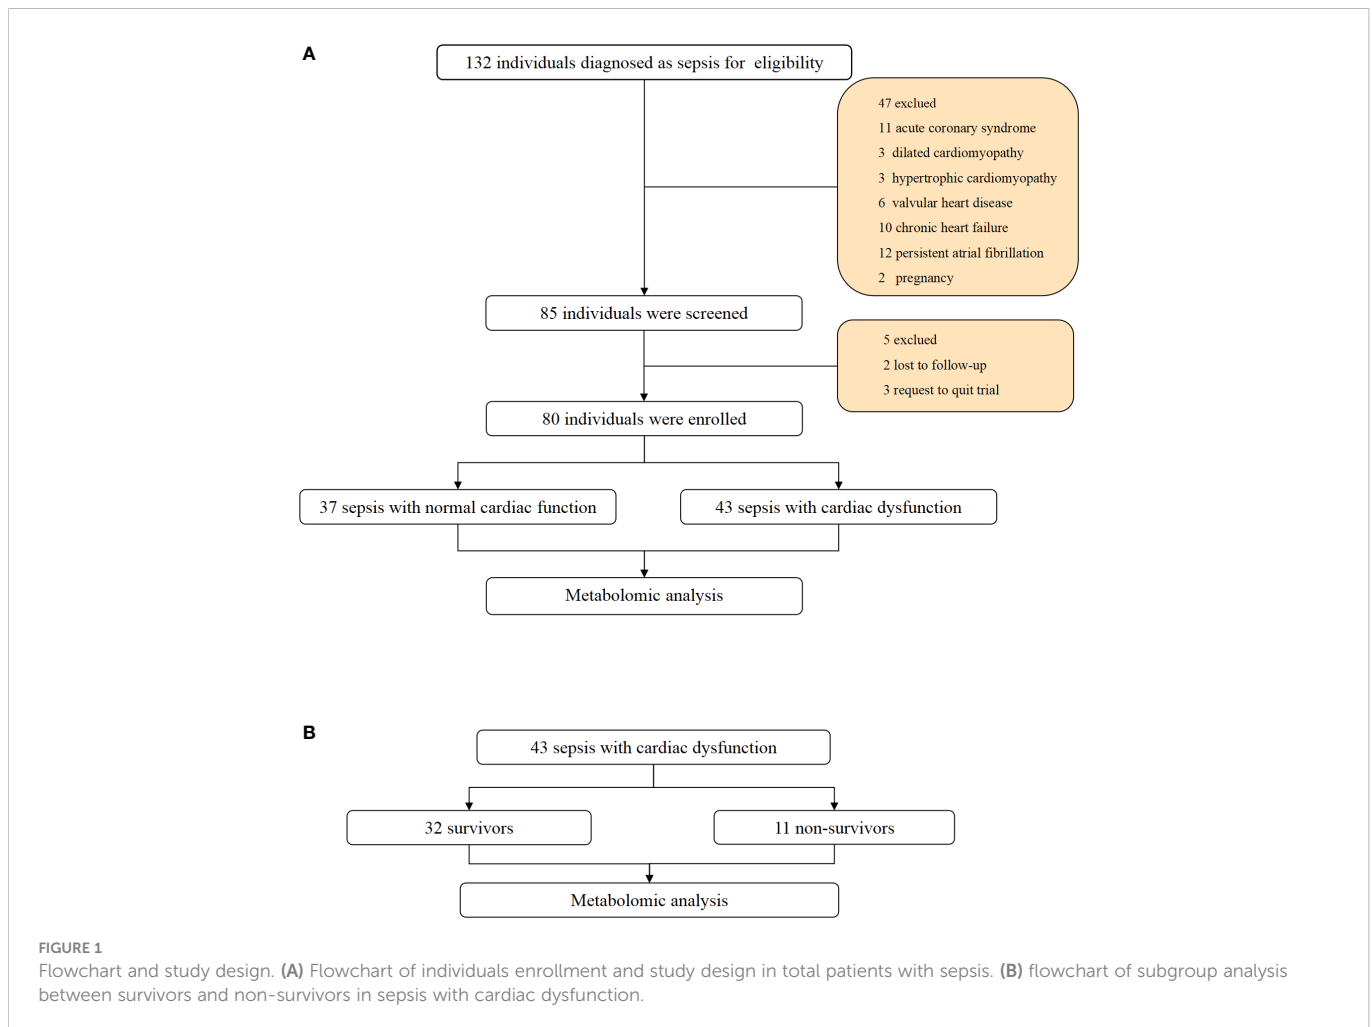 A
132 individuals diagnosed as sepsis for eligibility
47 exclued
11 acute coronary syndrome
3 dilated cardiomyopathy
3 hypertrophic cardiomyopathy
6 valvular heart disease
10 chronic heart failure
12 persistent atrial fibrillation
2 pregnancy
85 individuals were screened
5 exclued
2 lost to follow-up
3 request to quit trial
80 individuals were enrolled
37 sepsis with normal cardiac function
43 sepsis with cardiac dysfunction
Metabolomic analysis
B
43 sepsis with cardiac dysfunction
32 survivors
11 non-survivors
Metabolomic analysis
FIGURE 1
Flowchart and study design. (A) Flowchart of individuals enrollment and study design in total patients with sepsis. (B) flowchart of subgroup analysis
between survivors and non-survivors in sepsis with cardiac dysfunction.